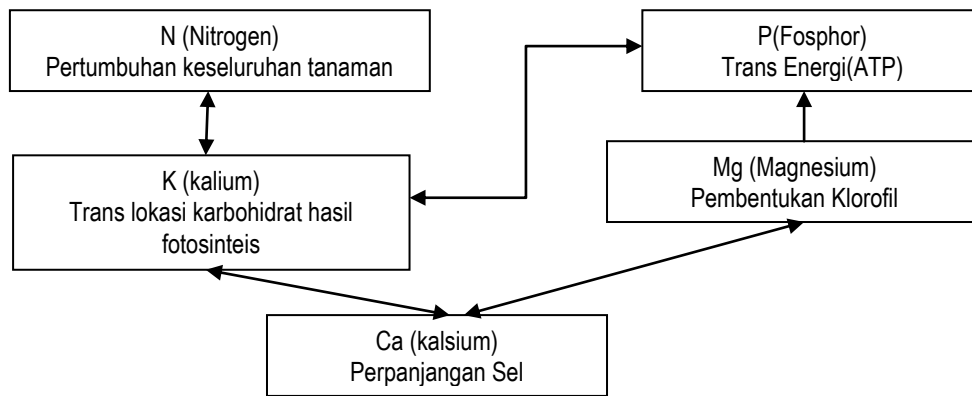 N (Nitrogen)
Pertumbuhan keseluruhan tanaman
P(Fosphor)
Trans Energi(ATP)
K (kalium)
Trans lokasi karbohidrat hasil
fotosinteis
Mg (Magnesium)
Pembentukan Klorofil
Ca (kalsium)
Perpanjangan Sel